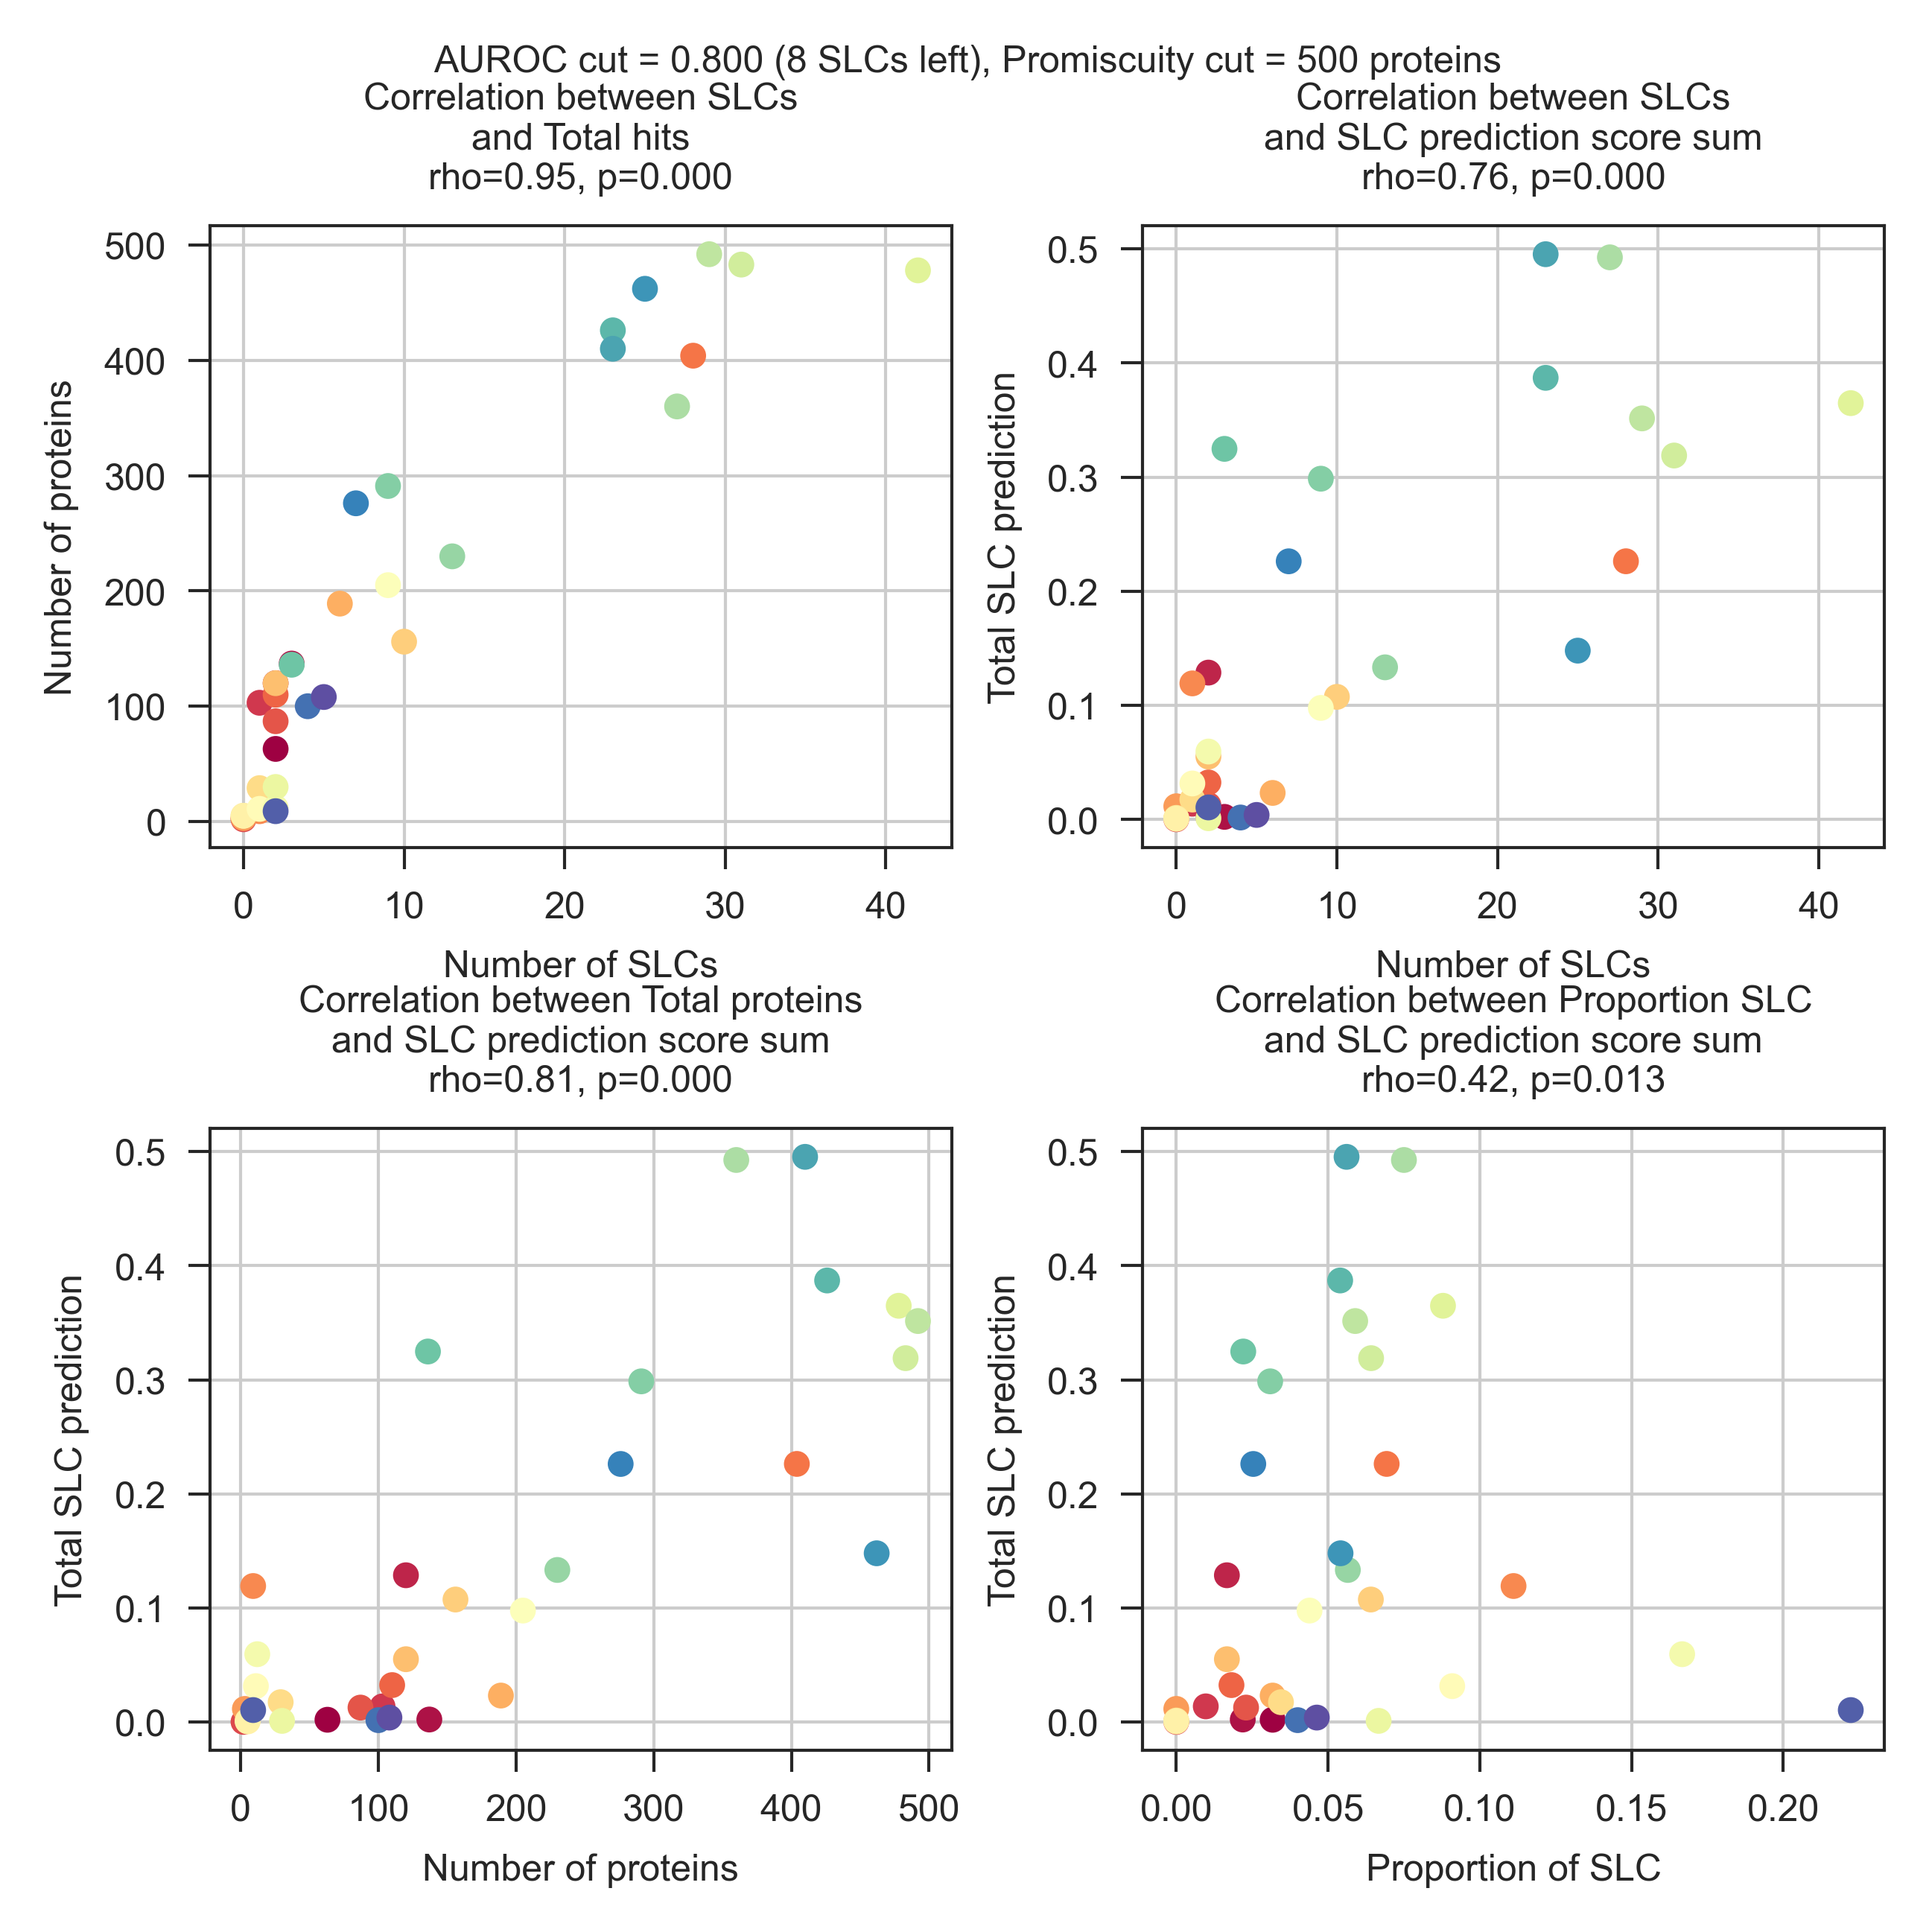 AUROC cut = 0.800 (8 SLCs left), Promiscuity cut = 500 proteins
Correlation between SLCs
and Total hits
rho=0.95, p=0.000
500
400
300
200
100
0
Number of proteins
0 10 20 30 40
Number of SLCs
Correlation between SLCs
and SLC prediction score sum
rho=0.76, p=0.000
0.5
0.4
0.3
0.2
0.1
0.0
Total SLC prediction
0 10 20 30 40
Number of SLCs
Correlation between Total proteins
and SLC prediction score sum
rho=0.81, p=0.000
0.5
0.4
0.3
0.2
0.1
0.0
Total SLC prediction
0 100 200 300 400 500
Number of proteins
Correlation between Proportion SLC
and SLC prediction score sum
rho=0.42, p=0.013
0.5
0.4
0.3
0.2
0.1
0.0
Total SLC prediction
0.00 0.05 0.10 0.15 0.20
Proportion of SLC